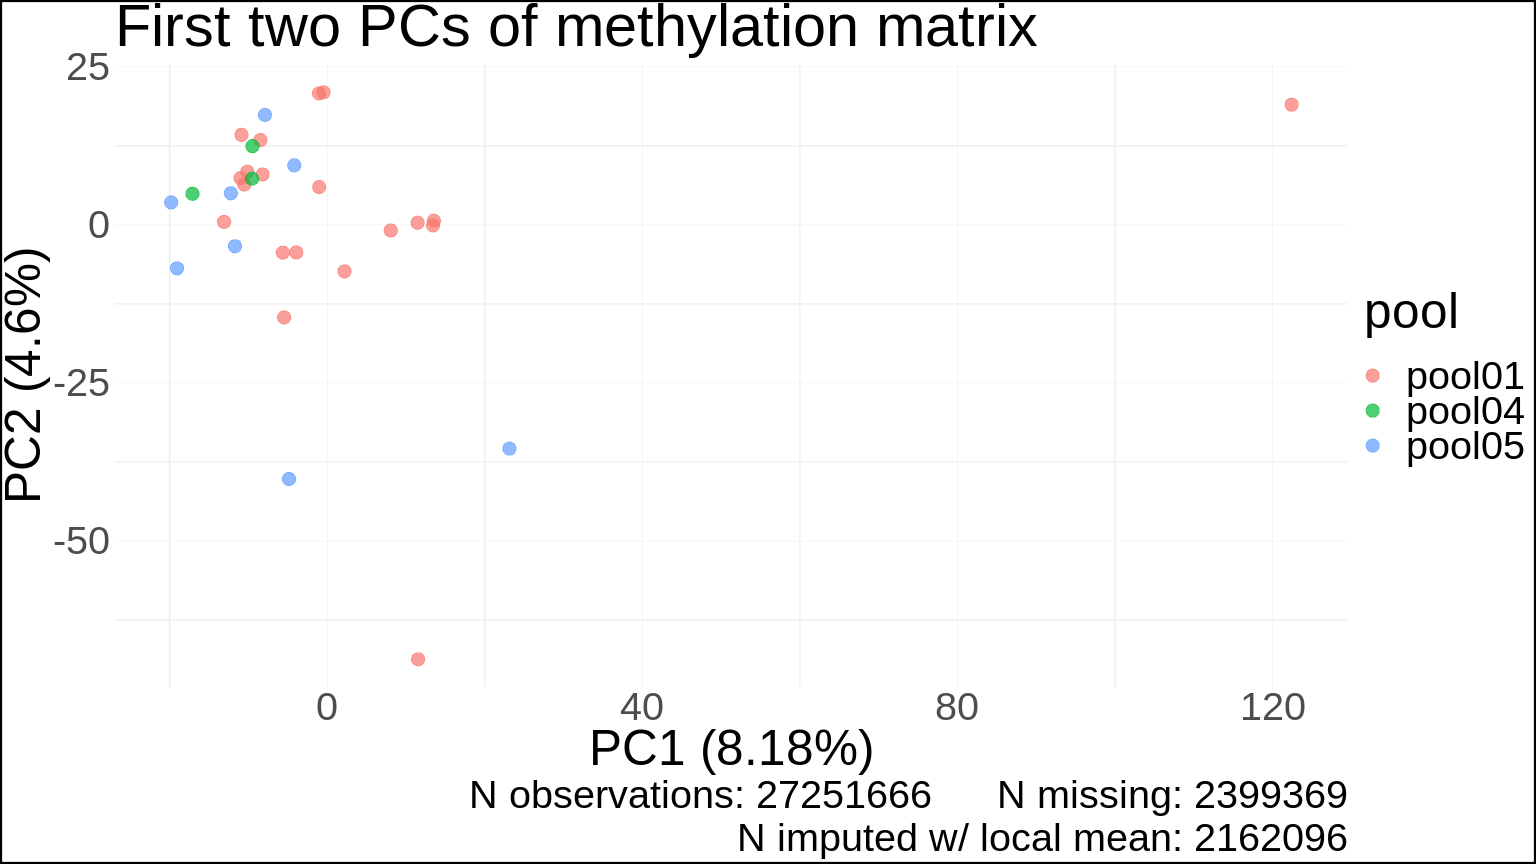 First two PCs of methylation matrix
25
0
-25
-50
PC2 (4.6%)
0 40 80 120
PC1 (8.18%)
pool
pool01
pool04
pool05
N observations: 27251666 N missing: 2399369
N imputed w/ local mean: 2162096